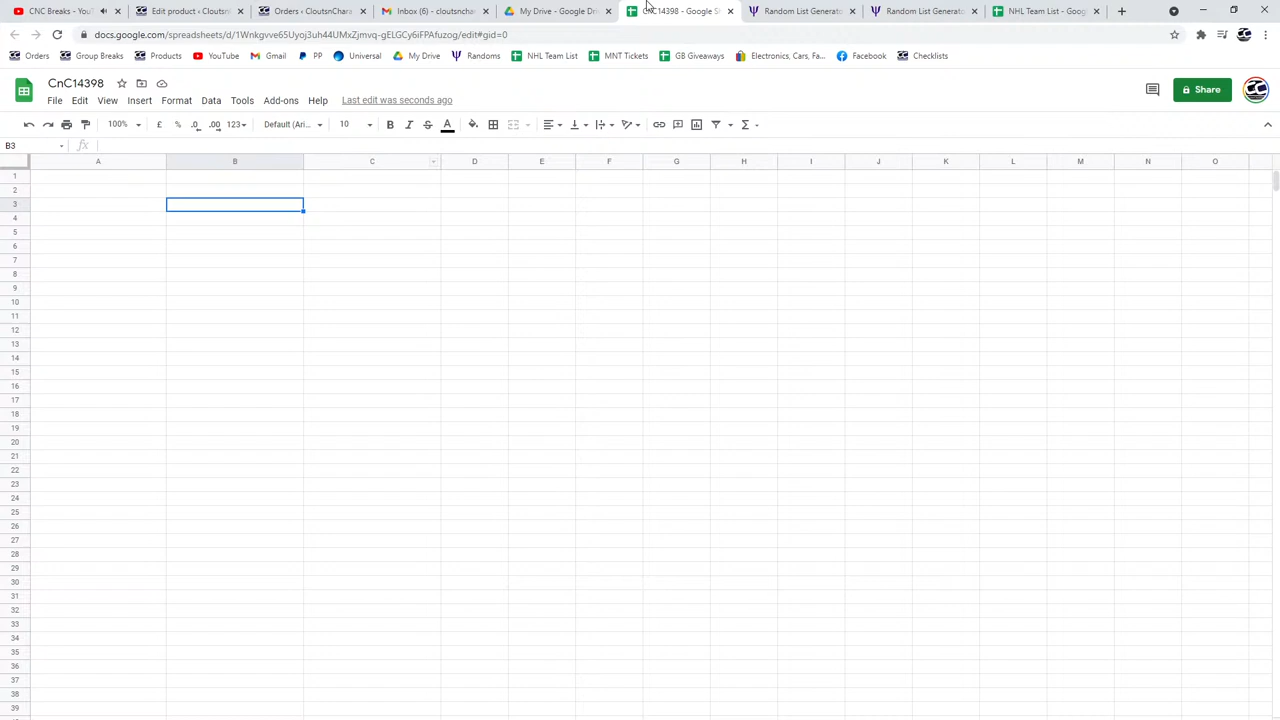 CNC Breaks - YouT
Edit product ‹ Cloutsn
Orders ‹ CloutsnChara
Inbox (6) - cloutsnchar
My Drive - Google Dri
CnC14398 - Google S
Random List Generato
Random List Generato
NHL Team List - Goog
docs.google.com/spreadsheets/d/1Wnkgvve65Uyoj3uh44UMxZjmvq-gELGCy6iFPAfuzog/edit#gid=0
Orders
Group Breaks
Products
YouTube
Gmail
PP
Universal
My Drive
Randoms
NHL Team List
MNT Tickets
GB Giveaways
Electronics, Cars, Fa...
Facebook
Checklists
CnC14398
File Edit View Insert Format Data Tools Add-ons Help Last edit was seconds ago
Share
100% £ % .0 .00 123 Default (Ari... 10 B I S A Σ
B3 fx
A B C D E F G H I J K L M N O
1
2
3
4
5
6
7
8
9
10
11
12
13
14
15
16
17
18
19
20
21
22
23
24
25
26
27
28
29
30
31
32
33
34
35
36
37
38
39